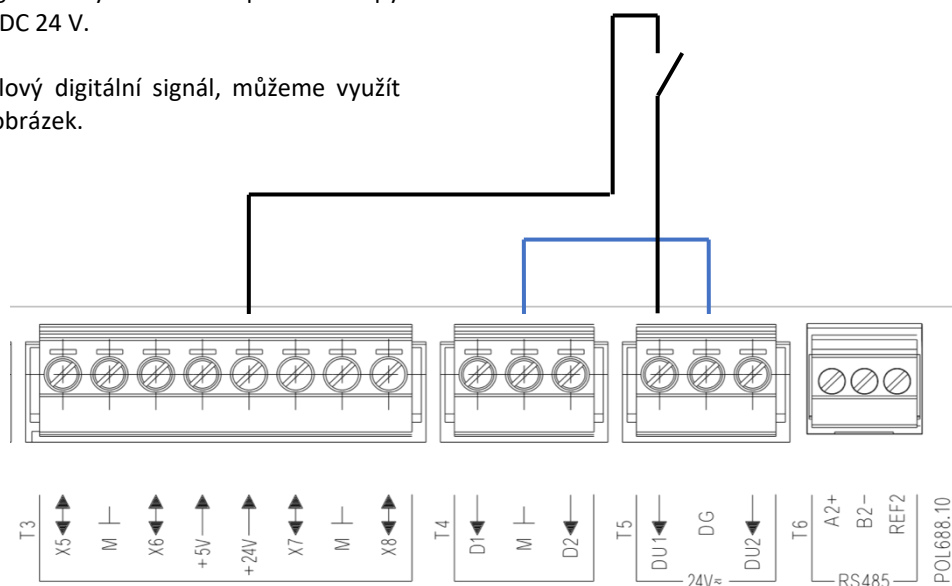 DC 24 V.
lový digitální signál, můžeme využít
obrázek.
T3
X5
M
X6
+5V
+24V
X7
M
X8
T4
D1
M
D2
T5
DU1
DG
DU2
24V≂
T6
A2+
B2-
REF2
RS485
POL688.10